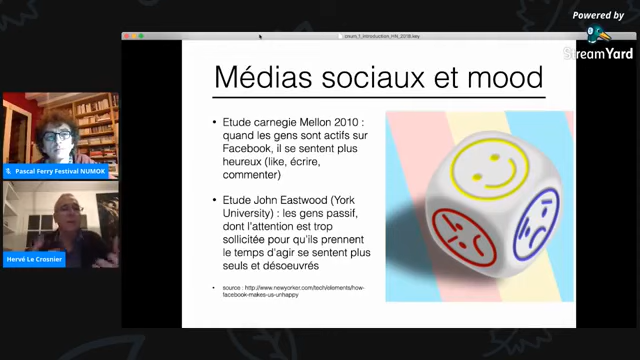 Powered by
StreamYard
Médias sociaux et mood
• Etude carnegie Mellon 2010 :
quand les gens sont actifs sur
Facebook, il se sentent plus
heureux (like, écrire,
commenter)
• Etude John Eastwood (York
University) : les gens passif,
dont l'attention est trop
sollicitée pour qu'ils prennent
le temps d'agir se sentent plus
seuls et désoeuvrés
• source : http://www.newyorker.com/tech/elements/how-
facebook-makes-us-unhappy
Pascal Ferry Festival NUMOK
Hervé Le Crosnier